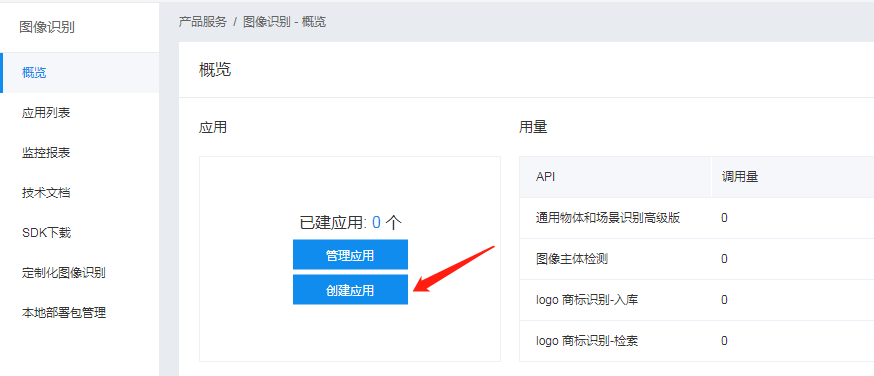 图像识别
产品服务 / 图像识别 - 概览
概览
概览
应用列表
监控报表
技术文档
SDK下载
定制化图像识别
本地部署包管理
应用
已建应用: 0 个
管理应用
创建应用
用量
API 调用量
通用物体和场景识别高级版 0
图像主体检测 0
logo 商标识别-入库 0
logo 商标识别-检索 0